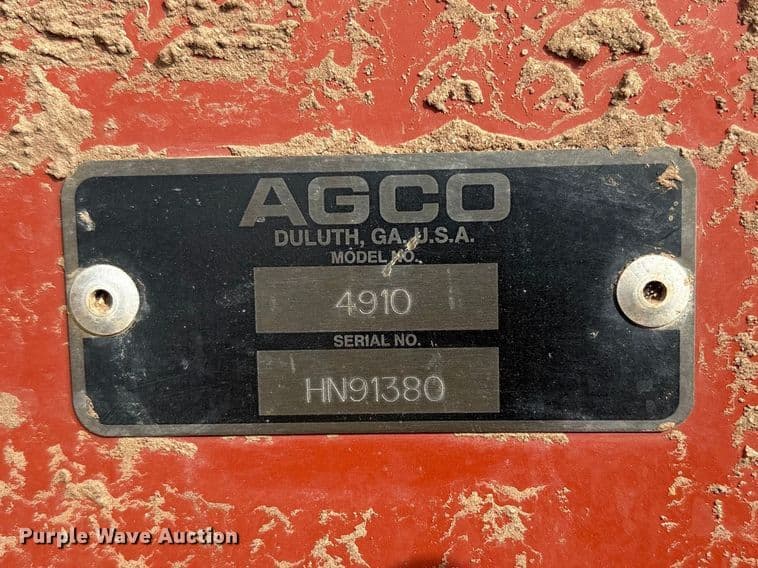 AGCO
DULUTH, GA. U.S.A.
MODEL NO.
4910
SERIAL NO.
HN91380
Purple Wave Auction